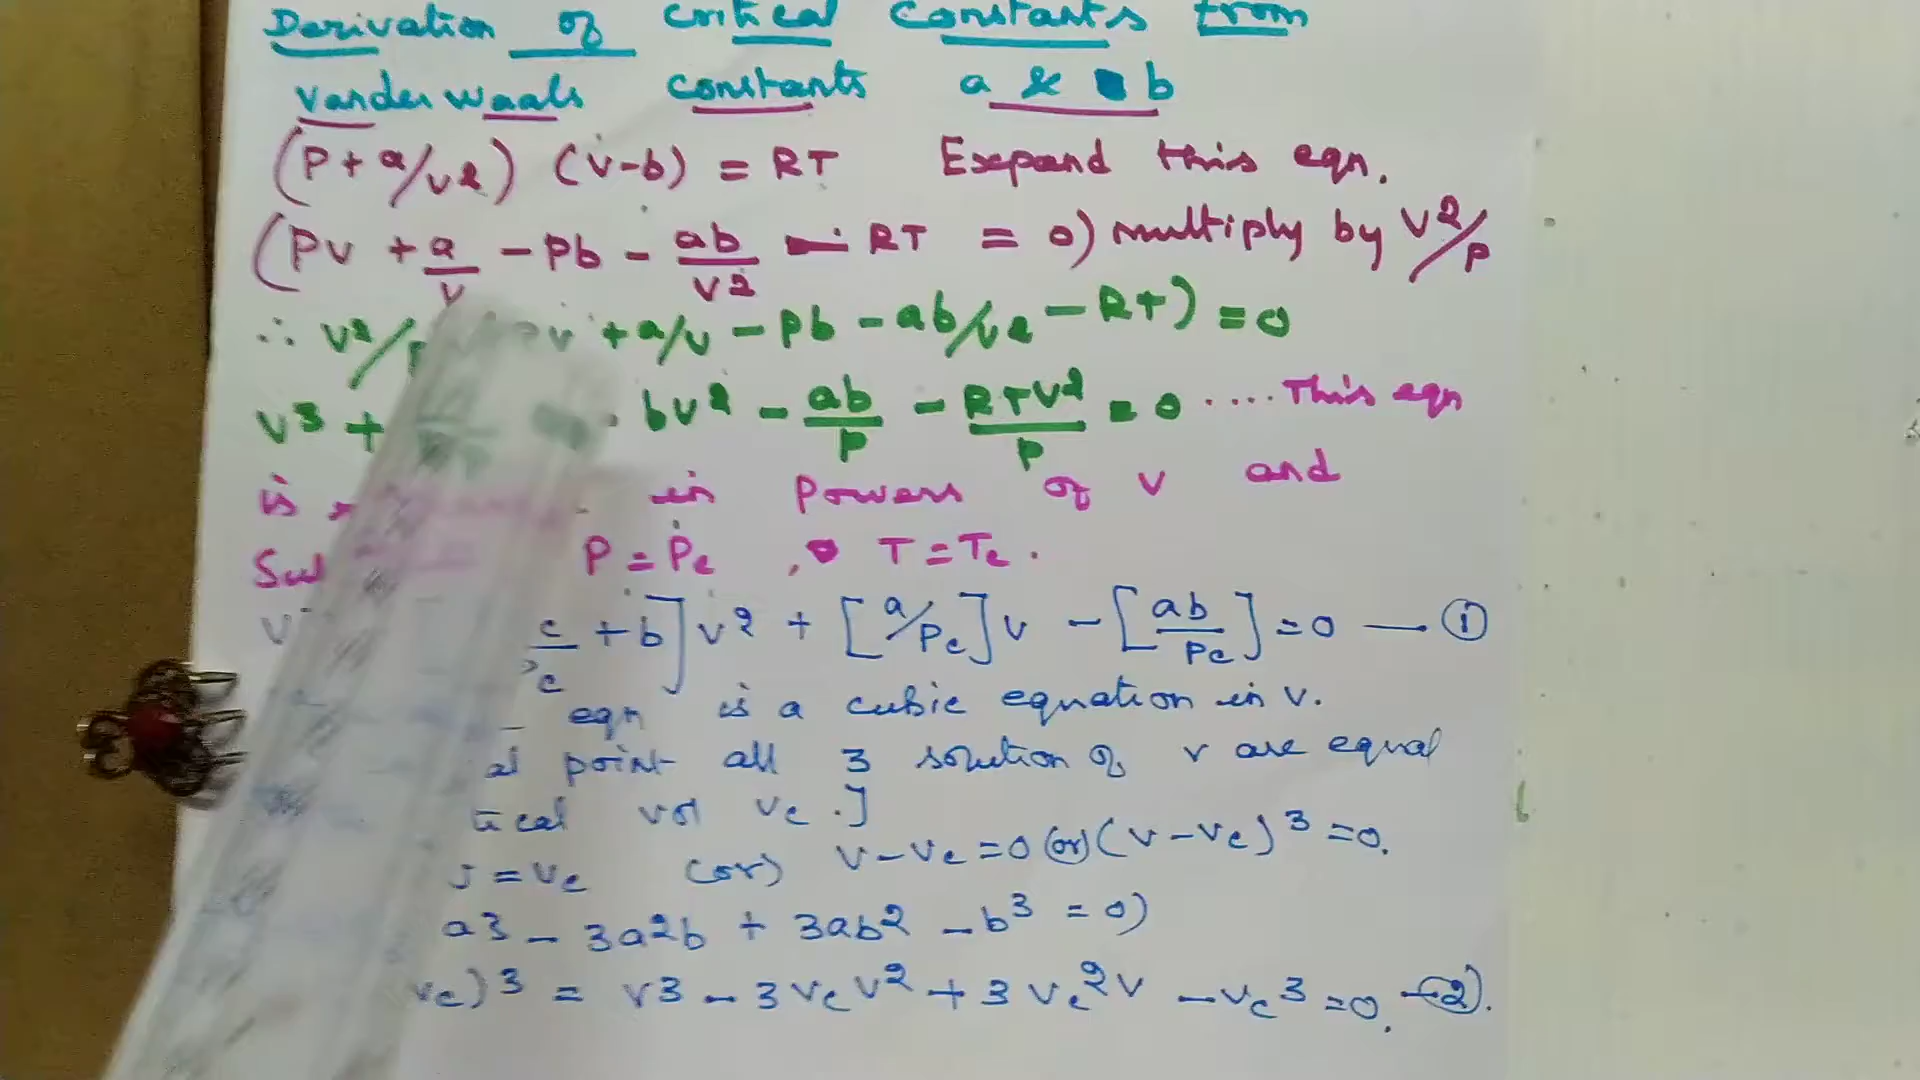 Derivation of critical constants from
Vanderwaals constants a & b
(P + a/v2) (v-b) = RT Expand this eqn.
(PV + a/v - Pb - ab/v2 - RT = 0) multiply by v2/p
∴ v2/p + a/v - Pb - ab/v2 - RT) = 0
v3 + bv2 - ab/p - RTV2/p = 0 .... This eqn
is in powers of v and
P = Pc , T = Tc .
+ b] v2 + [a/Pc] v - [ab/Pc] = 0 — ①
eqn is a cubic equation in v.
point all 3 solution of v are equal
vol vc .]
= vc (or) v - vc = 0 (or) (v - vc)3 = 0.
a3 - 3a2b + 3ab2 - b3 = 0)
vc)3 = v3 - 3vcv2 + 3vc2v - vc3 = 0. — ②.